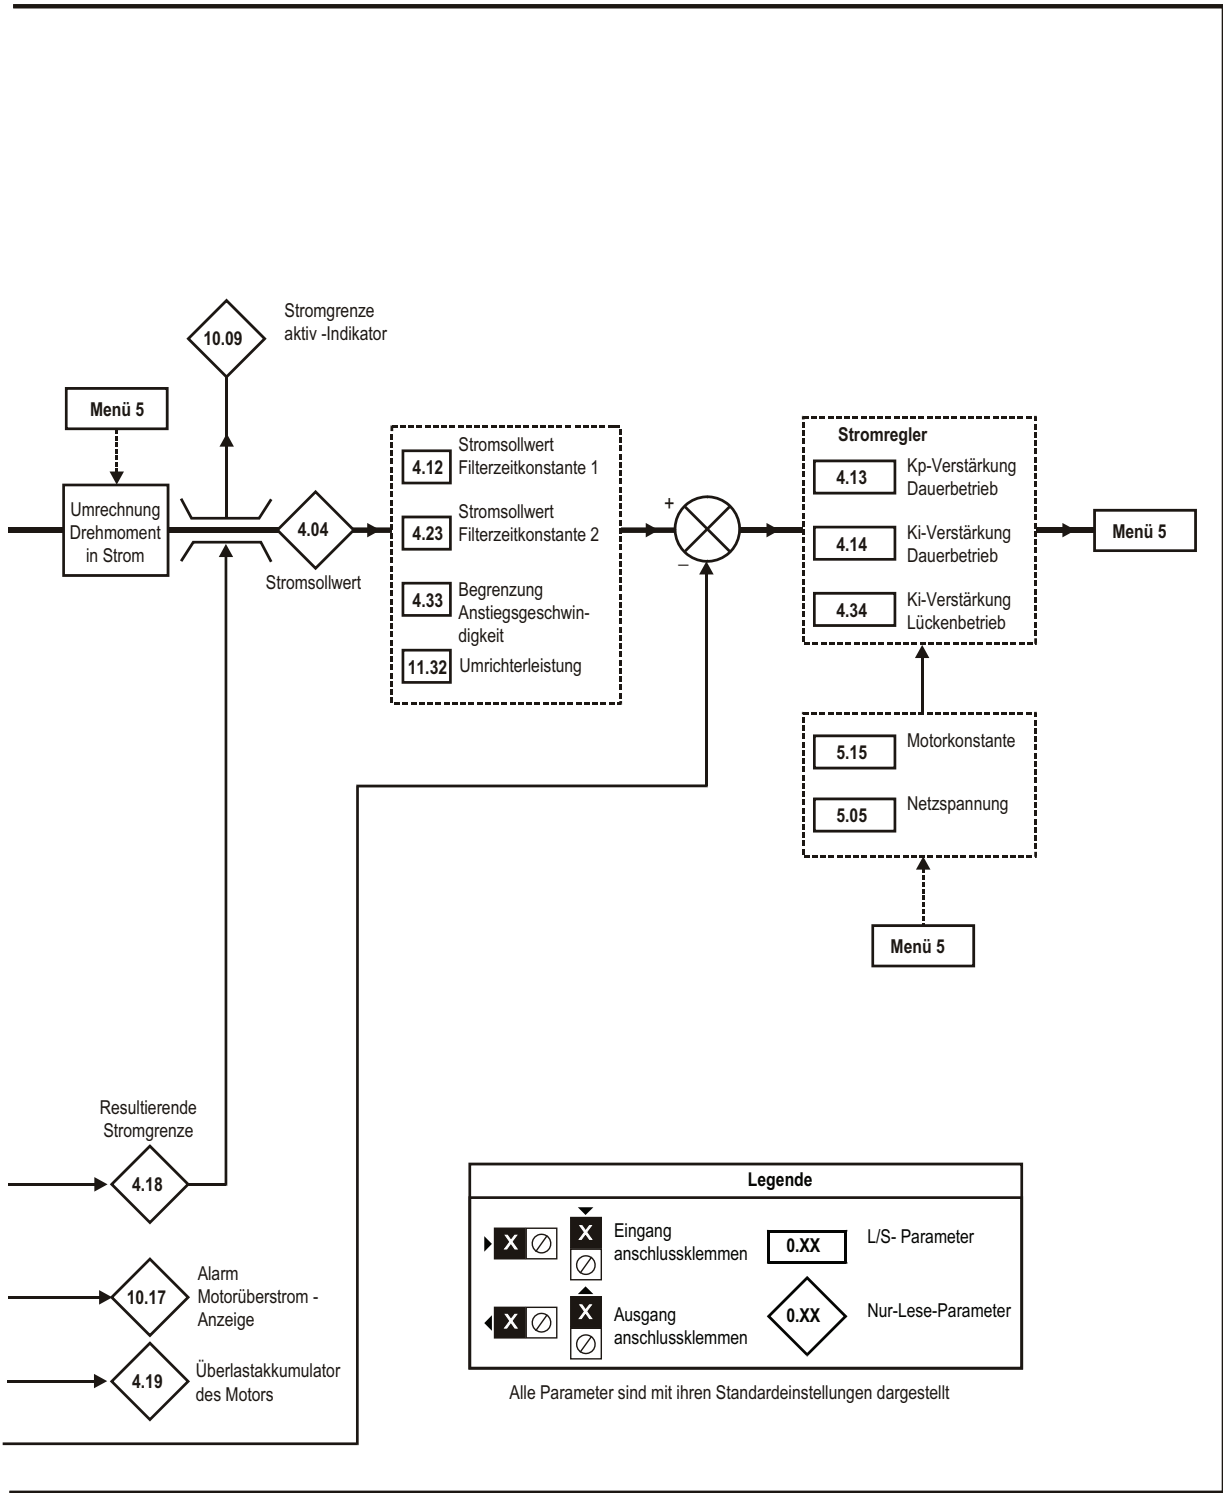 10.09
Stromgrenze
aktiv -Indikator
Menü 5
Umrechnung
Drehmoment
in Strom
4.04
Stromsollwert
4.12
Stromsollwert
Filterzeitkonstante 1
4.23
Stromsollwert
Filterzeitkonstante 2
4.33
Begrenzung
Anstiegsgeschwin-
digkeit
11.32
Umrichterleistung
+
–
Stromregler
4.13
Kp-Verstärkung
Dauerbetrieb
4.14
Ki-Verstärkung
Dauerbetrieb
4.34
Ki-Verstärkung
Lückenbetrieb
Menü 5
5.15
Motorkonstante
5.05
Netzspannung
Menü 5
Resultierende
Stromgrenze
4.18
10.17
Alarm
Motorüberstrom -
Anzeige
4.19
Überlastakkumulator
des Motors
Legende
X
X
Eingang
anschlussklemmen
0.XX
L/S- Parameter
X
X
Ausgang
anschlussklemmen
0.XX
Nur-Lese-Parameter
Alle Parameter sind mit ihren Standardeinstellungen dargestellt